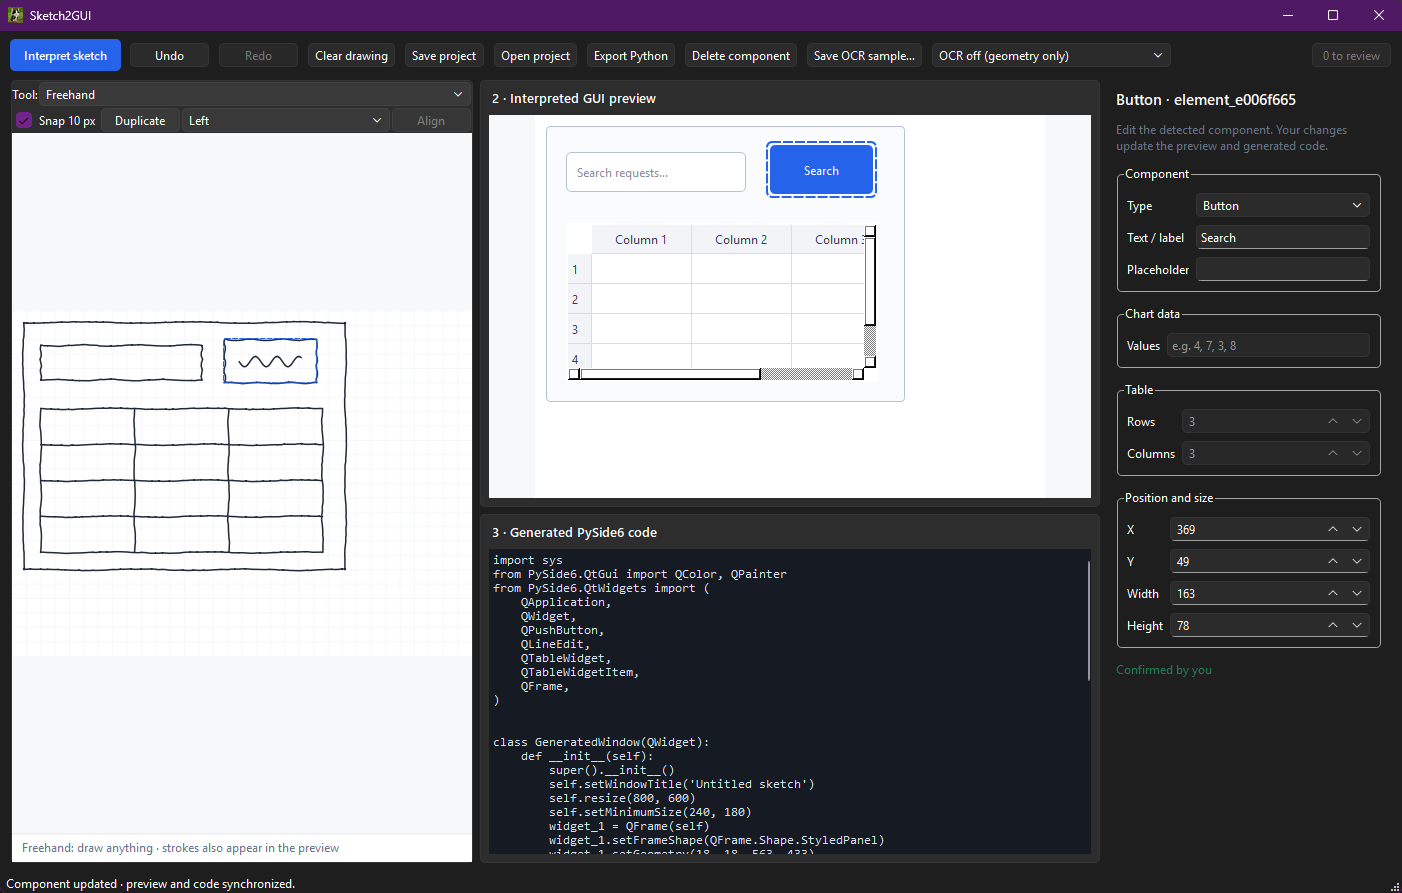 Sketch2GUI
Interpret sketch
Undo
Redo
Clear drawing
Save project
Open project
Export Python
Delete component
Save OCR sample...
OCR off (geometry only)
0 to review
Tool: Freehand
Snap 10 px
Duplicate
Left
Align
Freehand: draw anything · strokes also appear in the preview
2 · Interpreted GUI preview
Search requests...
Search
Column 1
Column 2
Column
1
2
3
4
3 · Generated PySide6 code
import sys
from PySide6.QtGui import QColor, QPainter
from PySide6.QtWidgets import (
    QApplication,
    QWidget,
    QPushButton,
    QLineEdit,
    QTableWidget,
    QTableWidgetItem,
    QFrame,
)
class GeneratedWindow(QWidget):
    def __init__(self):
        super().__init__()
        self.setWindowTitle('Untitled sketch')
        self.resize(800, 600)
        self.setMinimumSize(240, 180)
        widget_1 = QFrame(self)
        widget_1.setFrameShape(QFrame.Shape.StyledPanel)
        widget_1.setGeometry(18, 18, 563, 433)
Button · element_e006f665
Edit the detected component. Your changes
update the preview and generated code.
Component
Type
Button
Text / label
Search
Placeholder
Chart data
Values
e.g. 4, 7, 3, 8
Table
Rows
3
Columns
3
Position and size
X
369
Y
49
Width
163
Height
78
Confirmed by you
Component updated · preview and code synchronized.